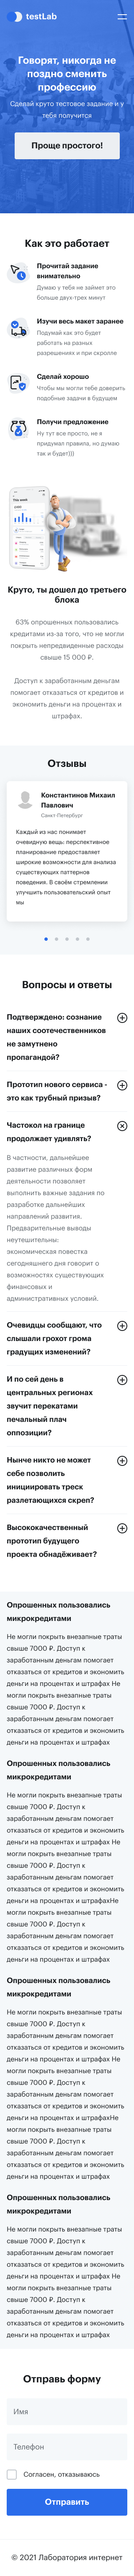 testLab
Говорят, никогда не
поздно сменить
профессию
Сделай круто тестовое задание и у
тебя получится
Проще простого!
Как это работает
Прочитай задание
внимательно
Думаю у тебя не займет это
больше двух-трех минут
Изучи весь макет заранее
Подумай как это будет
работать на разных
разрешениях и при скролле
Сделай хорошо
Чтобы мы могли тебе доверять
подобные задачи в будущем
Получи предложение
Ну тут все просто, не я
придумал правила, но думаю
так и будет)))
Круто, ты дошел до третьего
блока
63% опрошенных пользовались
кредитами из-за того, что не могли
покрыть непредвиденные расходы
свыше 15 000 ₽.
Доступ к заработанным деньгам
помогает отказаться от кредитов и
экономить деньги на процентах и
штрафах.
Отзывы
Константинов Михаил
Павлович
Санкт-Петербург
Каждый из нас понимает
очевидную вещь: перспективное
планирование предоставляет
широкие возможности для анализа
существующих паттернов
поведения. В своём стремлении
улучшить пользовательский опыт
мы
Вопросы и ответы
Подтверждено: сознание
наших соотечественников
не замутнено
пропагандой?
Прототип нового сервиса -
это как трубный призыв?
Частокол на границе
продолжает удивлять?
В частности, дальнейшее
развитие различных форм
деятельности позволяет
выполнить важные задания по
разработке дальнейших
направлений развития.
Предварительные выводы
неутешительны:
экономическая повестка
сегодняшнего дня говорит о
возможностях существующих
финансовых и
административных условий.
Очевидцы сообщают, что
слышали грохот грома
градущих изменений?
И по сей день в
центральных регионах
звучит перекатами
печальный плач
оппозиции?
Нынче никто не может
себе позволить
инициировать треск
разлетающихся скреп?
Высококачественный
прототип будущего
проекта обнадёживает?
Опрошенных пользовались
микрокредитами
Не могли покрыть внезапные траты
свыше 7000 ₽. Доступ к
заработанным деньгам помогает
отказаться от кредитов и экономить
деньги на процентах и штрафах Не
могли покрыть внезапные траты
свыше 7000 ₽. Доступ к
заработанным деньгам помогает
отказаться от кредитов и экономить
деньги на процентах и штрафах
Опрошенных пользовались
микрокредитами
Не могли покрыть внезапные траты
свыше 7000 ₽. Доступ к
заработанным деньгам помогает
отказаться от кредитов и экономить
деньги на процентах и штрафах Не
могли покрыть внезапные траты
свыше 7000 ₽. Доступ к
заработанным деньгам помогает
отказаться от кредитов и экономить
деньги на процентах и штрафахНе
могли покрыть внезапные траты
свыше 7000 ₽. Доступ к
заработанным деньгам помогает
отказаться от кредитов и экономить
деньги на процентах и штрафах
Опрошенных пользовались
микрокредитами
Не могли покрыть внезапные траты
свыше 7000 ₽. Доступ к
заработанным деньгам помогает
отказаться от кредитов и экономить
деньги на процентах и штрафах Не
могли покрыть внезапные траты
свыше 7000 ₽. Доступ к
заработанным деньгам помогает
отказаться от кредитов и экономить
деньги на процентах и штрафахНе
могли покрыть внезапные траты
свыше 7000 ₽. Доступ к
заработанным деньгам помогает
отказаться от кредитов и экономить
деньги на процентах и штрафах
Опрошенных пользовались
микрокредитами
Не могли покрыть внезапные траты
свыше 7000 ₽. Доступ к
заработанным деньгам помогает
отказаться от кредитов и экономить
деньги на процентах и штрафах Не
могли покрыть внезапные траты
свыше 7000 ₽. Доступ к
заработанным деньгам помогает
отказаться от кредитов и экономить
деньги на процентах и штрафах
Отправь форму
Имя
Телефон
Согласен, отказываюсь
Отправить
© 2021 Лаборатория интернет